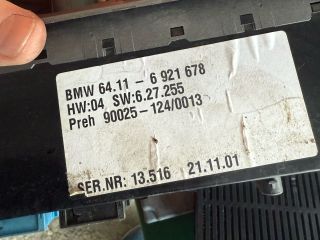 BMW 64.11 - 6 921 678
HW:04 SW:6.27.255
Preh 90025-124/0013
SER.NR: 13.516 21.11.01